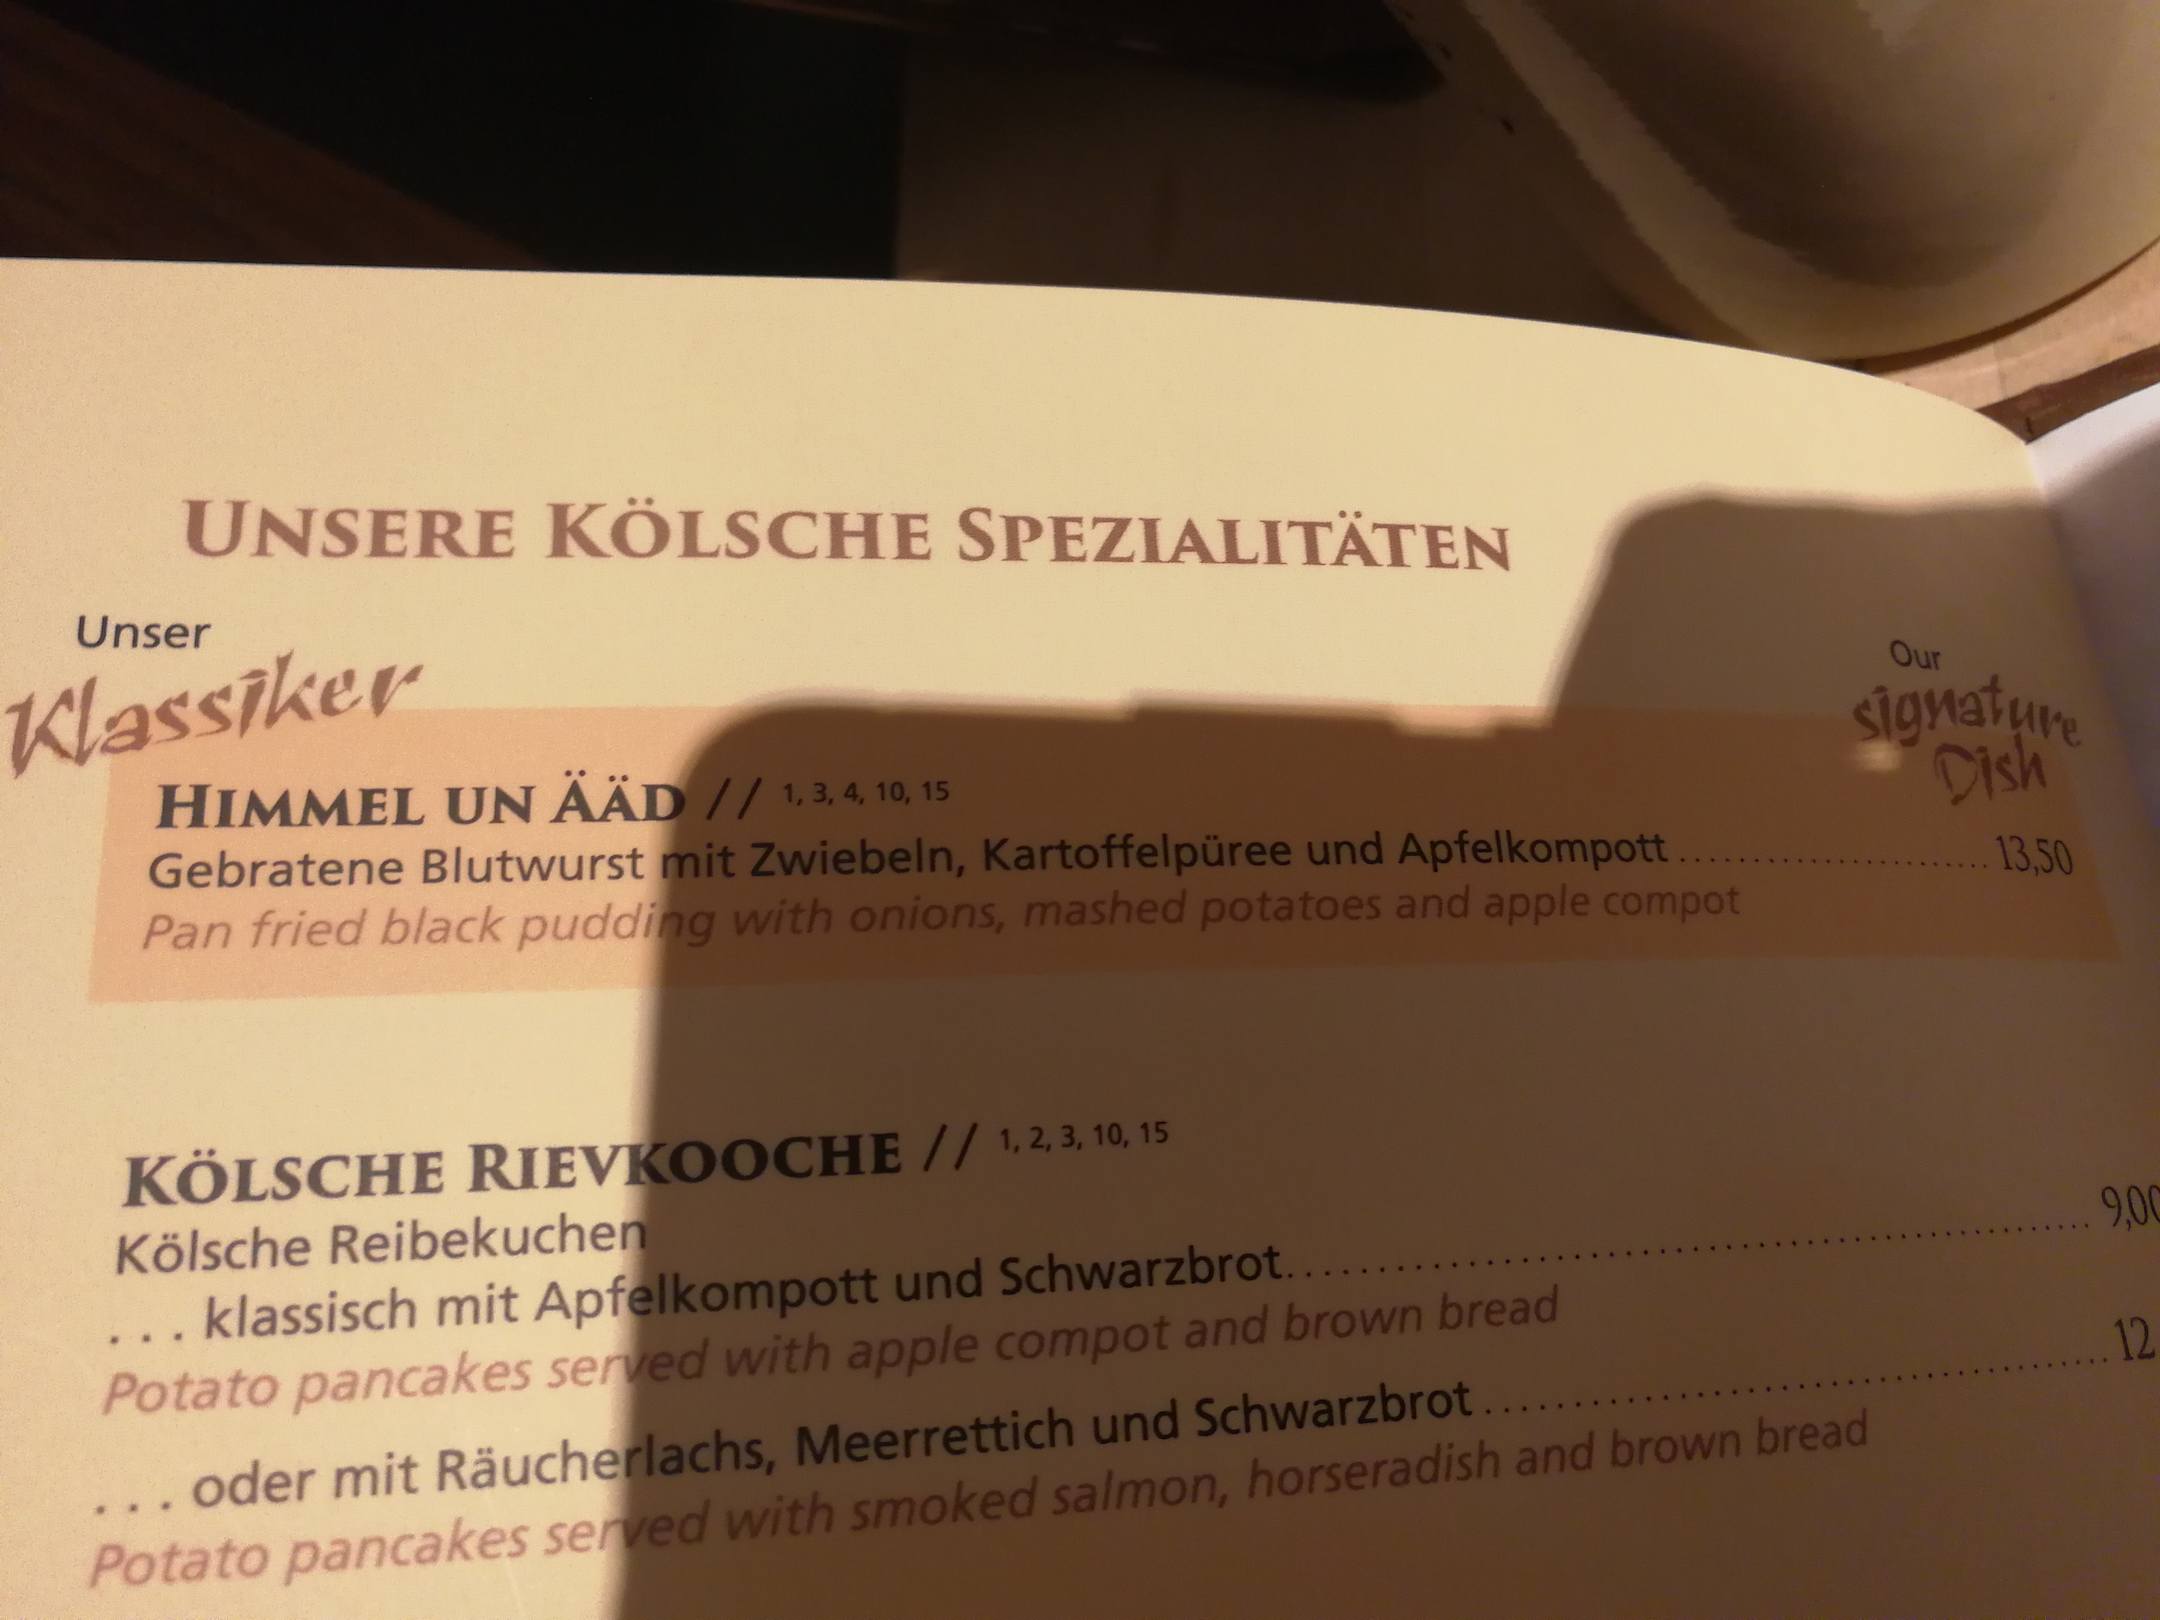 UNSERE KÖLSCHE SPEZIALITÄTEN
Unser
Klassiker
Our
signature
Dish
HIMMEL UN ÄÄD // 1, 3, 4, 10, 15
Gebratene Blutwurst mit Zwiebeln, Kartoffelpüree und Apfelkompott........................ 13,50
Pan fried black pudding with onions, mashed potatoes and apple compot
KÖLSCHE RIEVKOOCHE // 1, 2, 3, 10, 15
Kölsche Reibekuchen
. . . klassisch mit Apfelkompott und Schwarzbrot........................ 9,00
Potato pancakes served with apple compot and brown bread
. . . oder mit Räucherlachs, Meerrettich und Schwarzbrot........................ 12
Potato pancakes served with smoked salmon, horseradish and brown bread